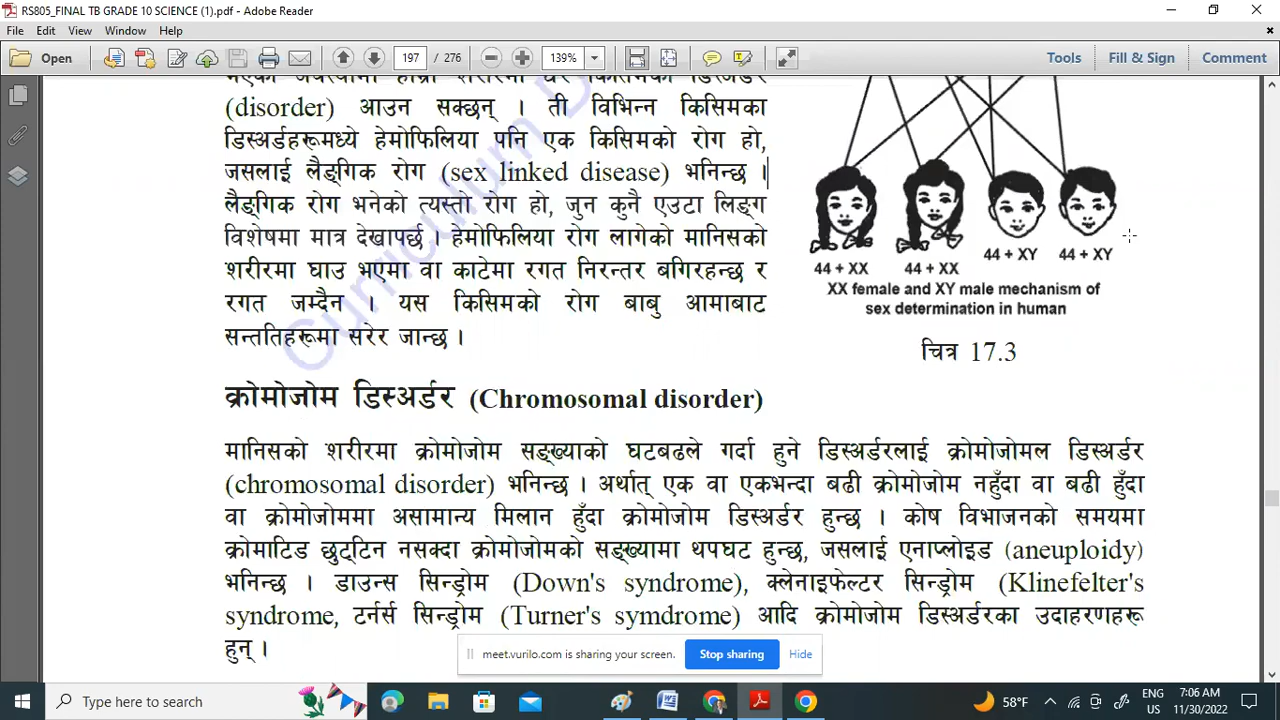 RS805_FINAL TB GRADE 10 SCIENCE (1).pdf - Adobe Reader
File Edit View Window Help
Open 197 / 276 139% Tools Fill & Sign Comment
(disorder) आउन सक्छन् । ती विभिन्न किसिमका
डिस्अर्डहरूमध्ये हेमोफिलिया पनि एक किसिमको रोग हो,
जसलाई लैङ्गिक रोग (sex linked disease) भनिन्छ ।
लैङ्गिक रोग भनेको त्यस्तो रोग हो, जुन कुनै एउटा लिङ्ग
विशेषमा मात्र देखापर्छ । हेमोफिलिया रोग लागेको मानिसको
शरीरमा घाउ भएमा वा काटेमा रगत निरन्तर बगिरहन्छ र
रगत जम्दैन । यस किसिमको रोग बाबु आमाबाट
सन्ततिहरूमा सरेर जान्छ ।
44 + XX 44 + XX 44 + XY 44 + XY
XX female and XY male mechanism of
sex determination in human
चित्र 17.3
क्रोमोजोम डिस्अर्डर (Chromosomal disorder)
मानिसको शरीरमा क्रोमोजोम सङ्ख्याको घटबढले गर्दा हुने डिस्अर्डरलाई क्रोमोजोमल डिस्अर्डर
(chromosomal disorder) भनिन्छ । अर्थात् एक वा एकभन्दा बढी क्रोमोजोम नहुँदा वा बढी हुँदा
वा क्रोमोजोममा असामान्य मिलान हुँदा क्रोमोजोम डिस्अर्डर हुन्छ । कोष विभाजनको समयमा
क्रोमाटिड छुट्टिन नसक्दा क्रोमोजोमको सङ्ख्यामा थपघट हुन्छ, जसलाई एनाप्लोइड (aneuploidy)
भनिन्छ । डाउन्स सिन्ड्रोम (Down's syndrome), क्लेनाइफेल्टर सिन्ड्रोम (Klinefelter's
syndrome, टर्नर्स सिन्ड्रोम (Turner's symdrome) आदि क्रोमोजोम डिस्अर्डरका उदाहरणहरू
हुन् ।
meet.vurilo.com is sharing your screen. Stop sharing Hide
Type here to search 58°F ENG 7:06 AM
US 11/30/2022